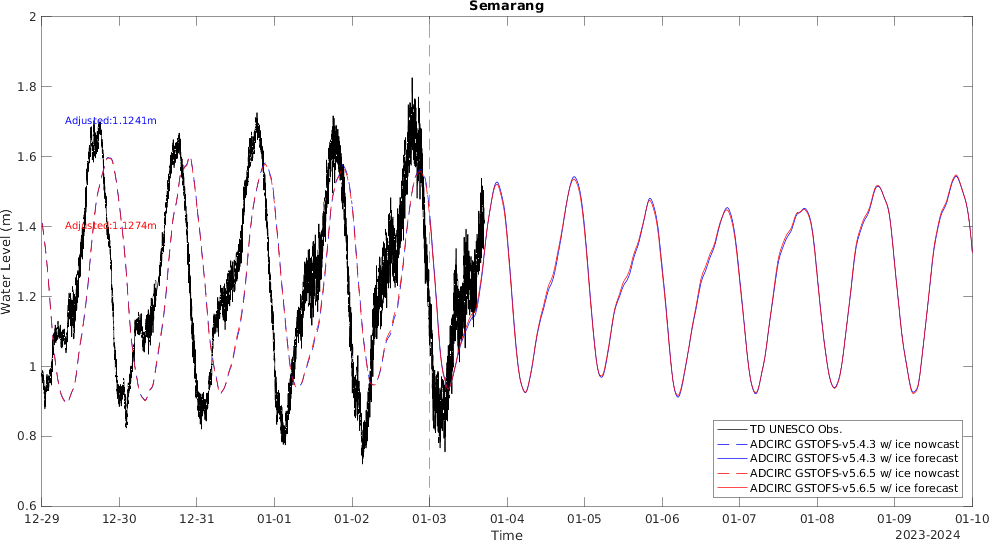 Semarang
2
1.8
1.6
1.4
1.2
1
0.8
0.6
Water Level (m)
Adjusted:1.1241m
Adjusted:1.1274m
TD UNESCO Obs.
ADCIRC GSTOFS-v5.4.3 w/ ice nowcast
ADCIRC GSTOFS-v5.4.3 w/ ice forecast
ADCIRC GSTOFS-v5.6.5 w/ ice nowcast
ADCIRC GSTOFS-v5.6.5 w/ ice forecast
12-29 12-30 12-31 01-01 01-02 01-03 01-04 01-05 01-06 01-07 01-08 01-09 01-10
Time
2023-2024